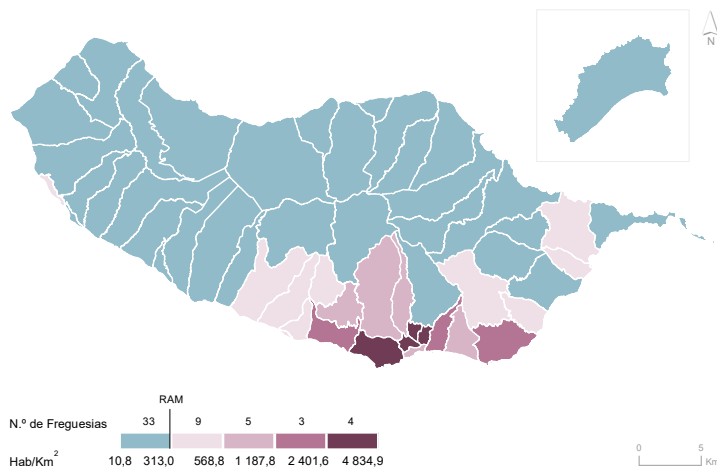 N
RAM
N.º de Freguesias 33 9 5 3 4
Hab/Km² 10,8 313,0 568,8 1 187,8 2 401,6 4 834,9
0 5
Km